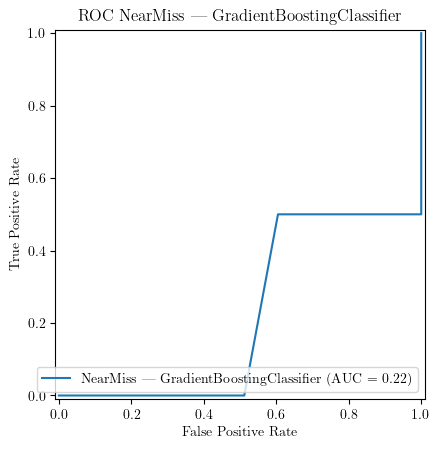 ROC NearMiss — GradientBoostingClassifier
1.0
0.8
0.6
0.4
0.2
0.0
True Positive Rate
NearMiss — GradientBoostingClassifier (AUC = 0.22)
0.0 0.2 0.4 0.6 0.8 1.0
False Positive Rate